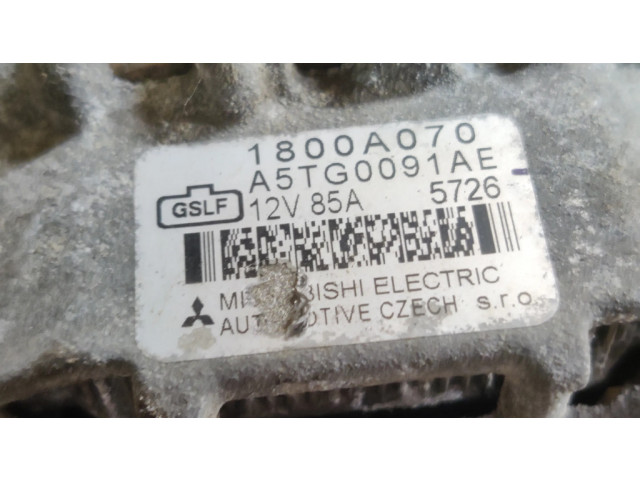 1800A070
A5TG0091AE
GSLF 12V 85A 5726
ELECTRIC
CZECH s.r.o.